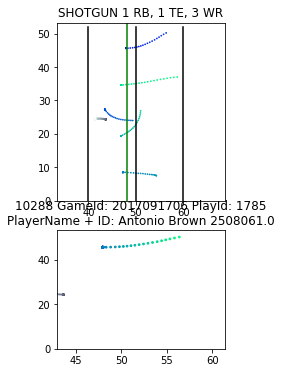 SHOTGUN 1 RB, 1 TE, 3 WR
50
40
30
20
10
0
40 50 60
10288 GameId: 2017091706 PlayId: 1785
PlayerName + ID: Antonio Brown 2508061.0
40
20
0
45 50 55 60